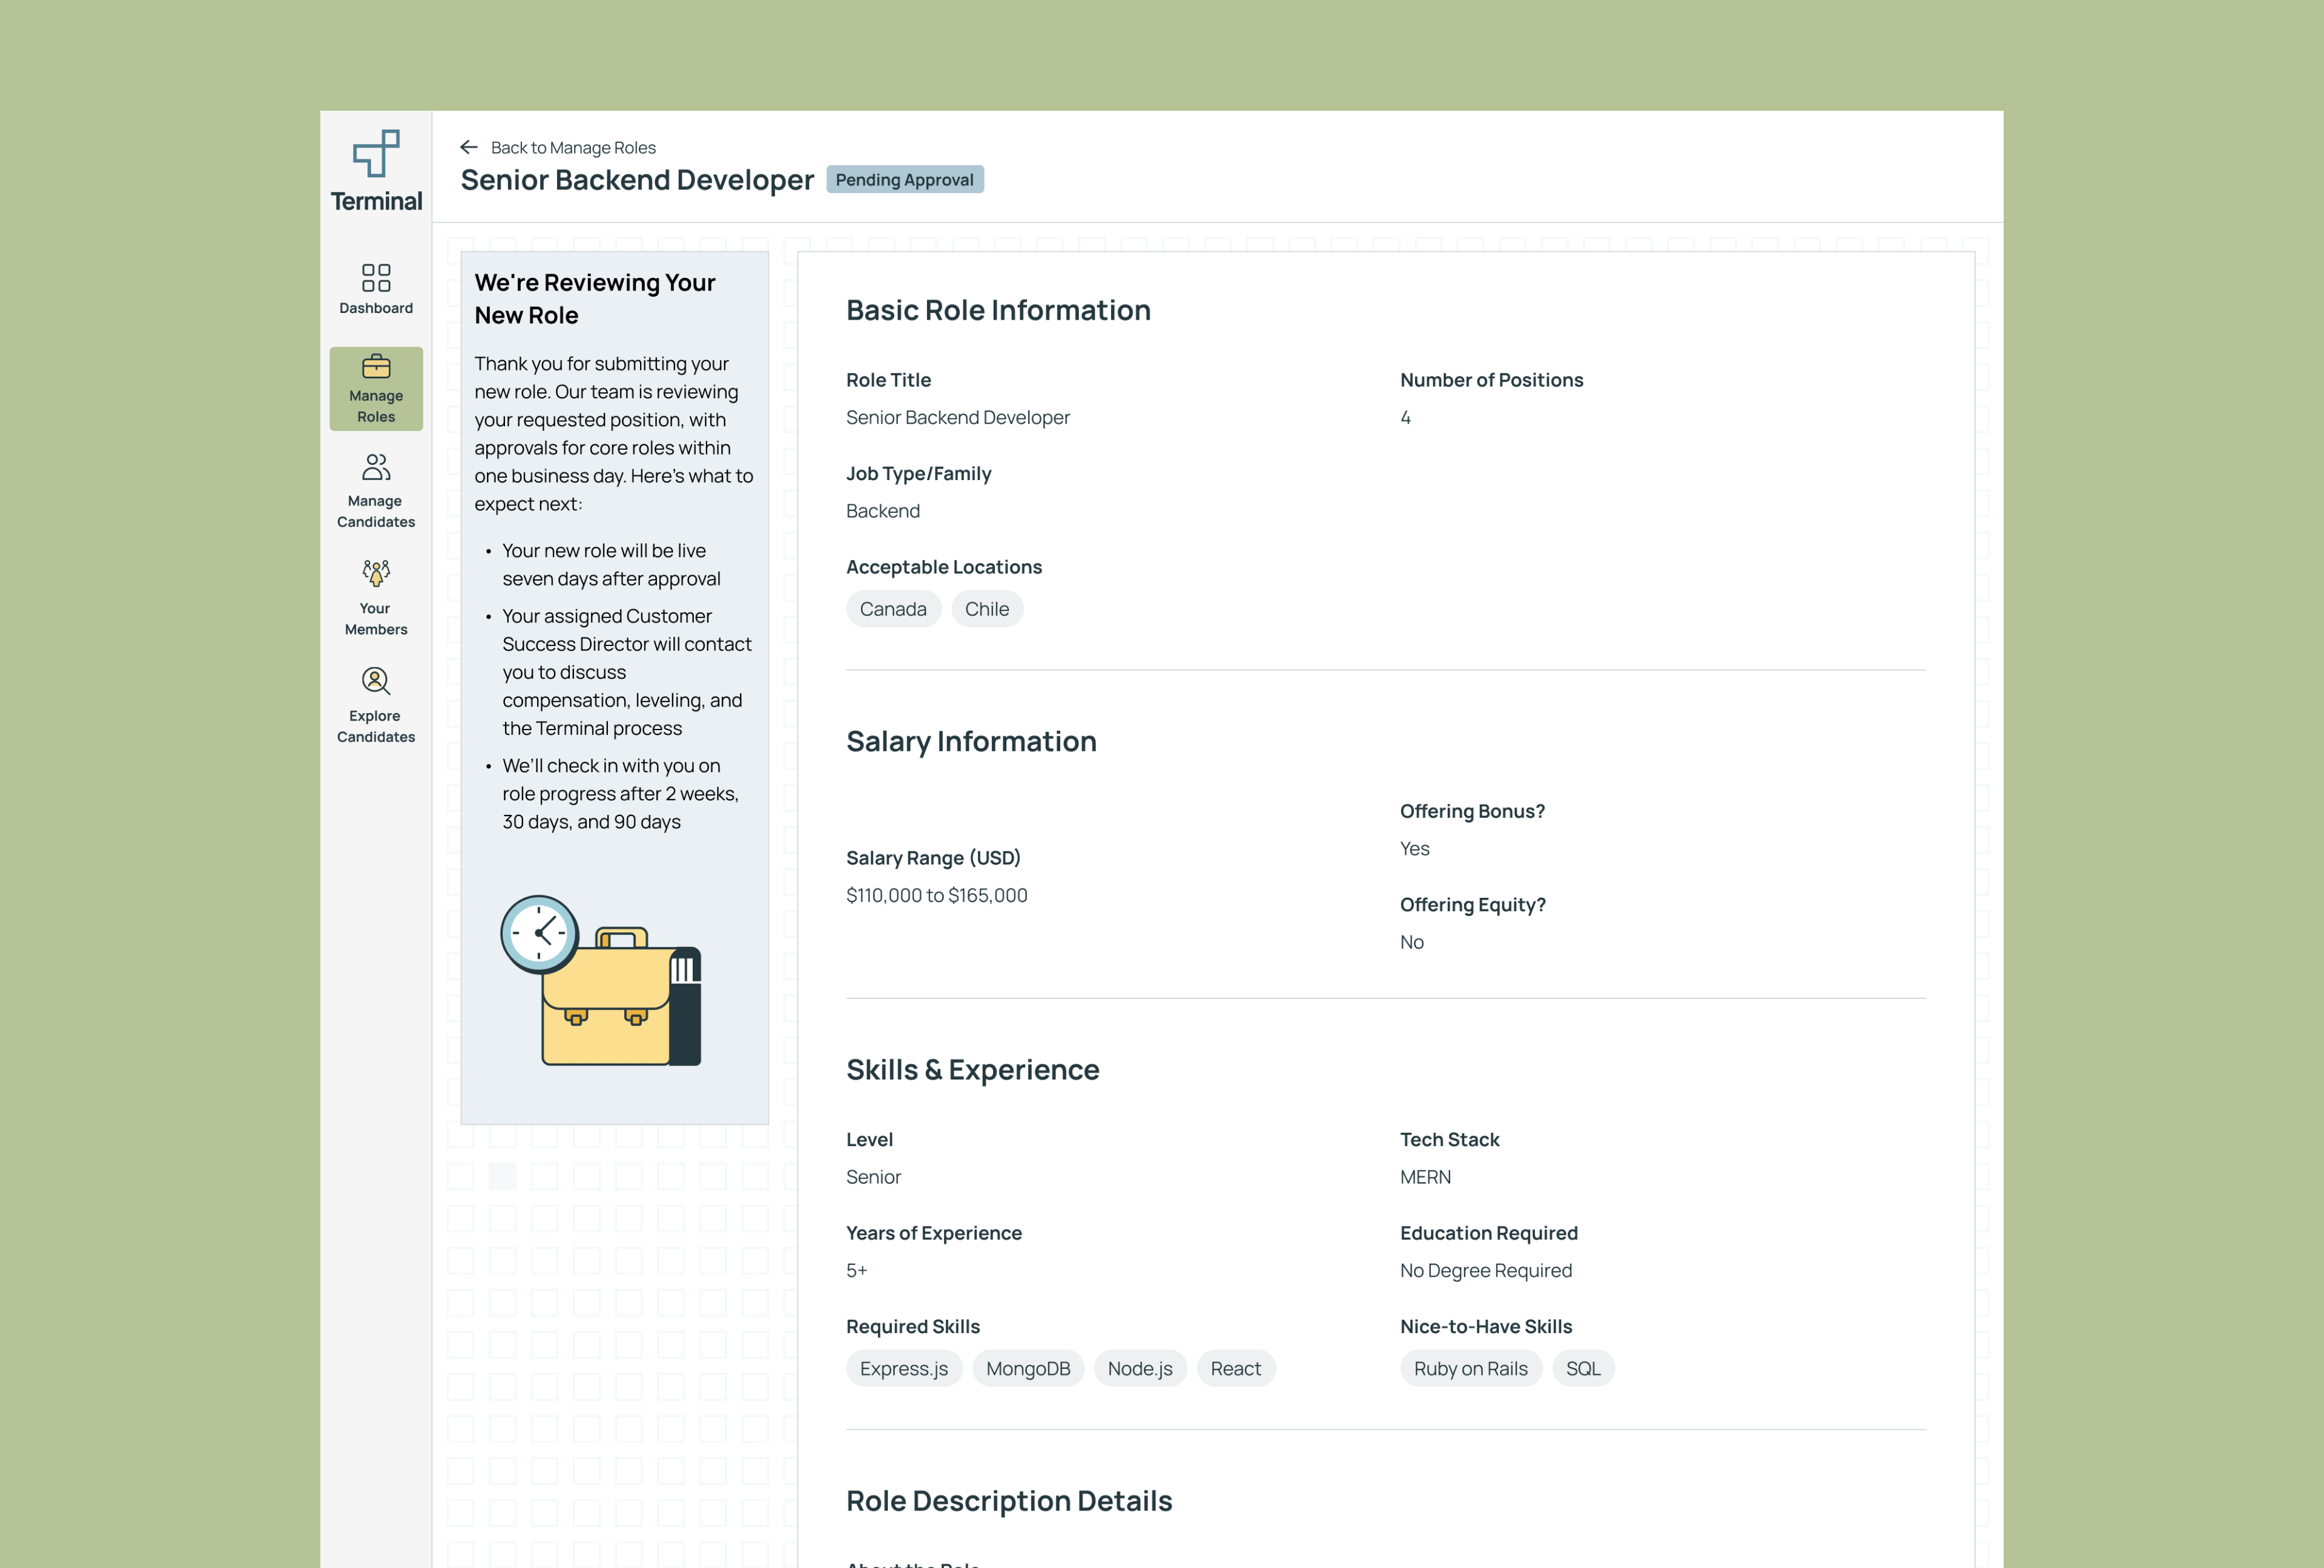 Terminal
Dashboard
Manage
Roles
Manage
Candidates
Your
Members
Explore
Candidates
Back to Manage Roles
Senior Backend Developer
Pending Approval
We're Reviewing Your
New Role
Thank you for submitting your
new role. Our team is reviewing
your requested position, with
approvals for core roles within
one business day. Here's what to
expect next:
• Your new role will be live
seven days after approval
• Your assigned Customer
Success Director will contact
you to discuss
compensation, leveling, and
the Terminal process
• We'll check in with you on
role progress after 2 weeks,
30 days, and 90 days
Basic Role Information
Role Title
Senior Backend Developer
Number of Positions
4
Job Type/Family
Backend
Acceptable Locations
Canada
Chile
Salary Information
Salary Range (USD)
$110,000 to $165,000
Offering Bonus?
Yes
Offering Equity?
No
Skills & Experience
Level
Senior
Tech Stack
MERN
Years of Experience
5+
Education Required
No Degree Required
Required Skills
Express.js
MongoDB
Node.js
React
Nice-to-Have Skills
Ruby on Rails
SQL
Role Description Details